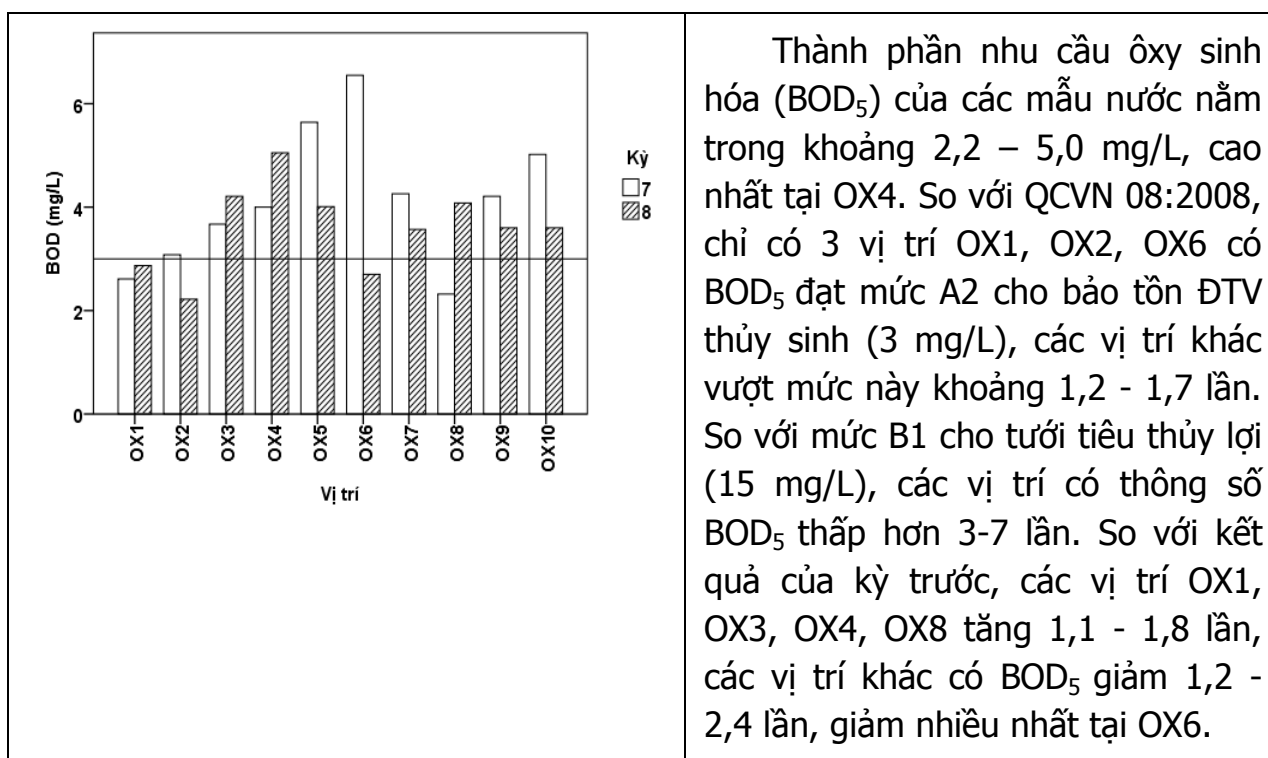 6
4
2
0
BOD (mg/L)
OX1
OX2
OX3
OX4
OX5
OX6
OX7
OX8
OX9
OX10
Vị trí
Kỳ
7
8
Thành phần nhu cầu ôxy sinh
hóa (BOD₅) của các mẫu nước nằm
trong khoảng 2,2 – 5,0 mg/L, cao
nhất tại OX4. So với QCVN 08:2008,
chỉ có 3 vị trí OX1, OX2, OX6 có
BOD₅ đạt mức A2 cho bảo tồn ĐTV
thủy sinh (3 mg/L), các vị trí khác
vượt mức này khoảng 1,2 - 1,7 lần.
So với mức B1 cho tưới tiêu thủy lợi
(15 mg/L), các vị trí có thông số
BOD₅ thấp hơn 3-7 lần. So với kết
quả của kỳ trước, các vị trí OX1,
OX3, OX4, OX8 tăng 1,1 - 1,8 lần,
các vị trí khác có BOD₅ giảm 1,2 -
2,4 lần, giảm nhiều nhất tại OX6.